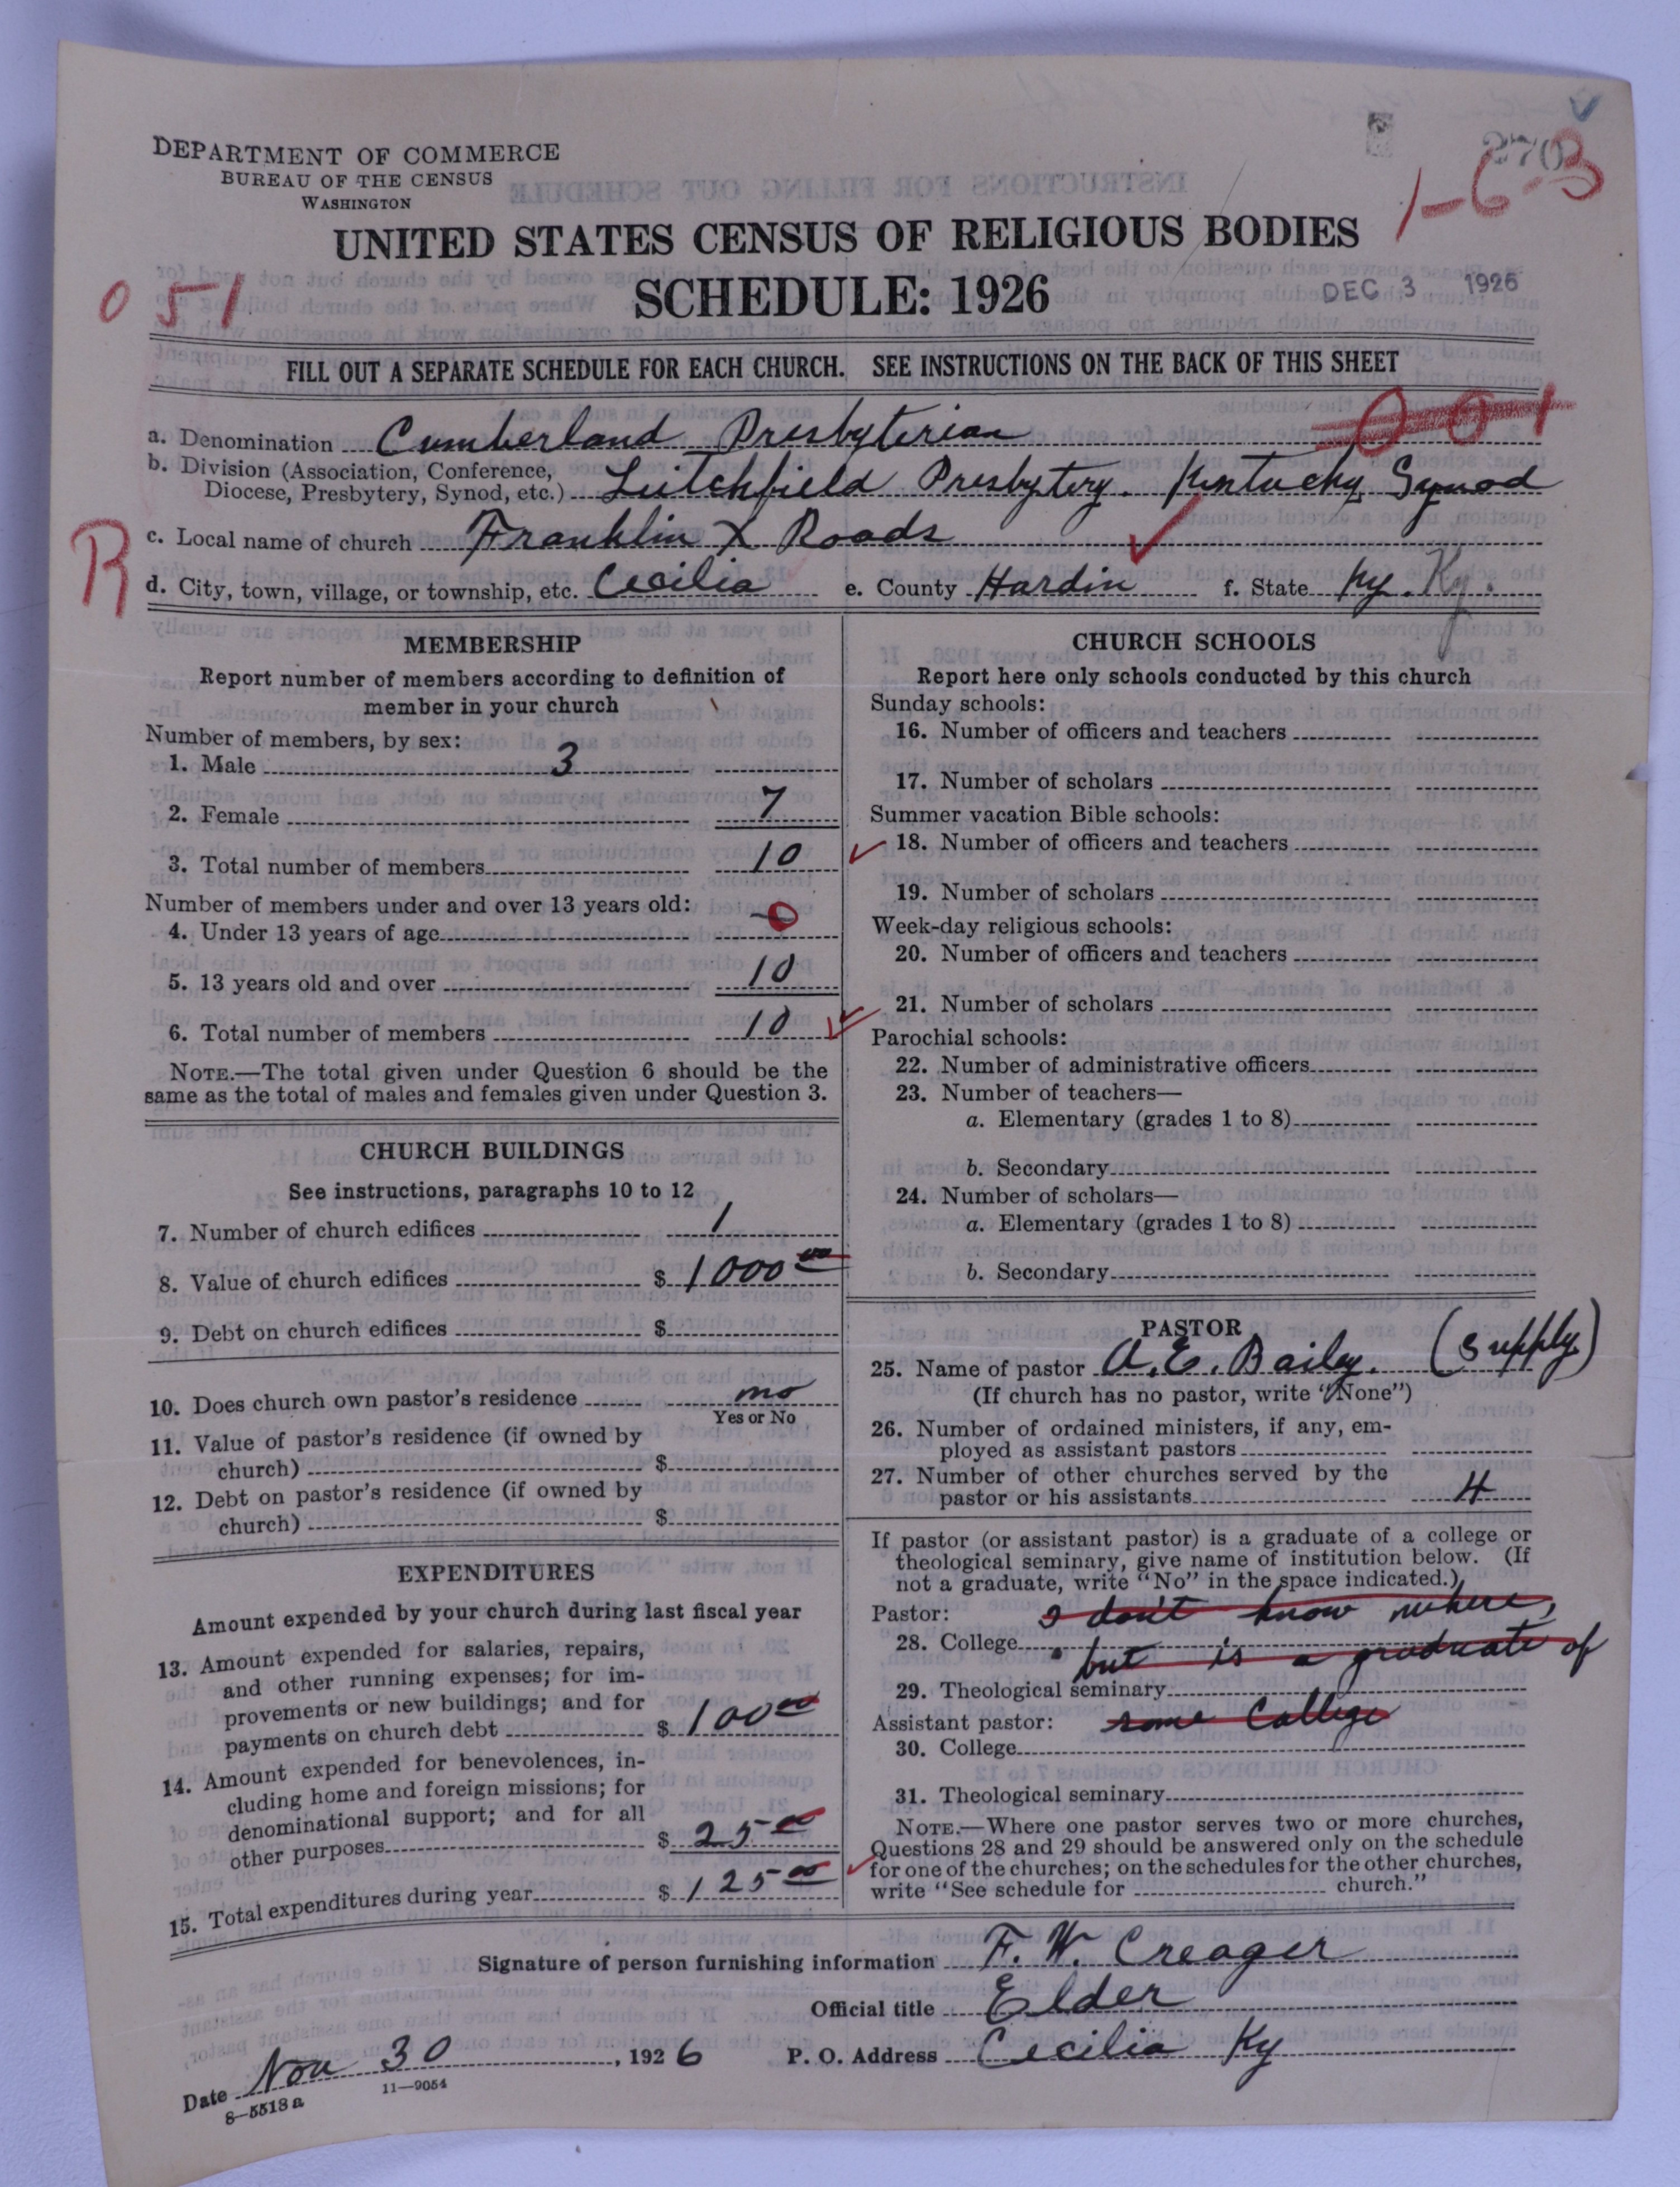 DEPARTMENT OF COMMERCE
BUREAU OF THE CENSUS
WASHINGTON
2703
1-6-3
UNITED STATES CENSUS OF RELIGIOUS BODIES
SCHEDULE: 1926
051
DEC 3 1926
FILL OUT A SEPARATE SCHEDULE FOR EACH CHURCH. SEE INSTRUCTIONS ON THE BACK OF THIS SHEET
a. Denomination Cumberland Presbyterian
b. Division (Association, Conference,
Diocese, Presbytery, Synod, etc.) Leitchfield Presbytery. Kentucky Synod
R
c. Local name of church Franklin X Roads
d. City, town, village, or township, etc. Cecilia e. County Hardin f. State Ky. Ky.
MEMBERSHIP
Report number of members according to definition of
member in your church
Number of members, by sex:
1. Male 3
2. Female 7
3. Total number of members 10
Number of members under and over 13 years old:
4. Under 13 years of age 0
5. 13 years old and over 10
6. Total number of members 10
NOTE.—The total given under Question 6 should be the
same as the total of males and females given under Question 3.
CHURCH BUILDINGS
See instructions, paragraphs 10 to 12
7. Number of church edifices 1
8. Value of church edifices $ 1000 00
9. Debt on church edifices $
10. Does church own pastor's residence no
Yes or No
11. Value of pastor's residence (if owned by
church) $
12. Debt on pastor's residence (if owned by
church) $
EXPENDITURES
Amount expended by your church during last fiscal year
13. Amount expended for salaries, repairs,
and other running expenses; for im-
provements or new buildings; and for
payments on church debt $ 100 00
14. Amount expended for benevolences, in-
cluding home and foreign missions; for
denominational support; and for all
other purposes $ 25 00
15. Total expenditures during year $ 125 00
CHURCH SCHOOLS
Report here only schools conducted by this church
Sunday schools:
16. Number of officers and teachers
17. Number of scholars
Summer vacation Bible schools:
18. Number of officers and teachers
19. Number of scholars
Week-day religious schools:
20. Number of officers and teachers
21. Number of scholars
Parochial schools:
22. Number of administrative officers
23. Number of teachers—
a. Elementary (grades 1 to 8)
b. Secondary
24. Number of scholars—
a. Elementary (grades 1 to 8)
b. Secondary
PASTOR
25. Name of pastor A. E. Bailey. (Supply)
(If church has no pastor, write "None")
26. Number of ordained ministers, if any, em-
ployed as assistant pastors
27. Number of other churches served by the
pastor or his assistants 4
If pastor (or assistant pastor) is a graduate of a college or
theological seminary, give name of institution below. (If
not a graduate, write "No" in the space indicated.)
Pastor: I don't know where,
28. College
but is a graduate of
29. Theological seminary
Assistant pastor: some College
30. College
31. Theological seminary
NOTE.—Where one pastor serves two or more churches,
Questions 28 and 29 should be answered only on the schedule
for one of the churches; on the schedules for the other churches,
write "See schedule for church."
Signature of person furnishing information F. W. Creager
Official title Elder
Date Nov 30, 1926 P. O. Address Cecilia Ky
8—5513a 11—9054